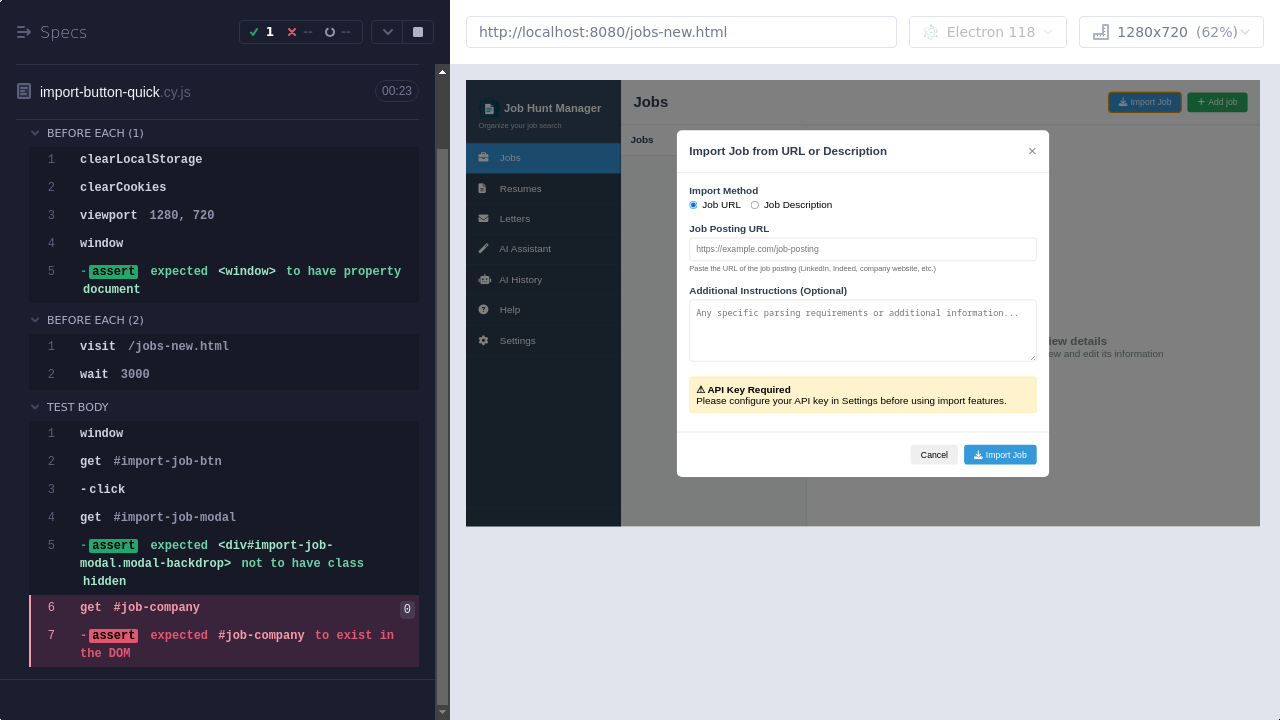 Specs
1
--
--
http://localhost:8080/jobs-new.html
Electron 118
1280x720 (62%)
import-button-quick.cy.js
00:23
BEFORE EACH (1)
1 clearLocalStorage
2 clearCookies
3 viewport 1280, 720
4 window
5 -assert expected <window> to have property
document
BEFORE EACH (2)
1 visit /jobs-new.html
2 wait 3000
TEST BODY
1 window
2 get #import-job-btn
3 -click
4 get #import-job-modal
5 -assert expected <div#import-job-
modal.modal-backdrop> not to have class
hidden
6 get #job-company 0
7 -assert expected #job-company to exist in
the DOM
Job Hunt Manager
Organize your job search
Jobs
Resumes
Letters
AI Assistant
AI History
Help
Settings
Jobs
Import Job
+ Add job
Jobs
Import Job from URL or Description
×
Import Method
Job URL
Job Description
Job Posting URL
https://example.com/job-posting
Paste the URL of the job posting (LinkedIn, Indeed, company website, etc.)
Additional Instructions (Optional)
Any specific parsing requirements or additional information...
⚠ API Key Required
Please configure your API key in Settings before using import features.
Cancel
Import Job
details
and edit its information